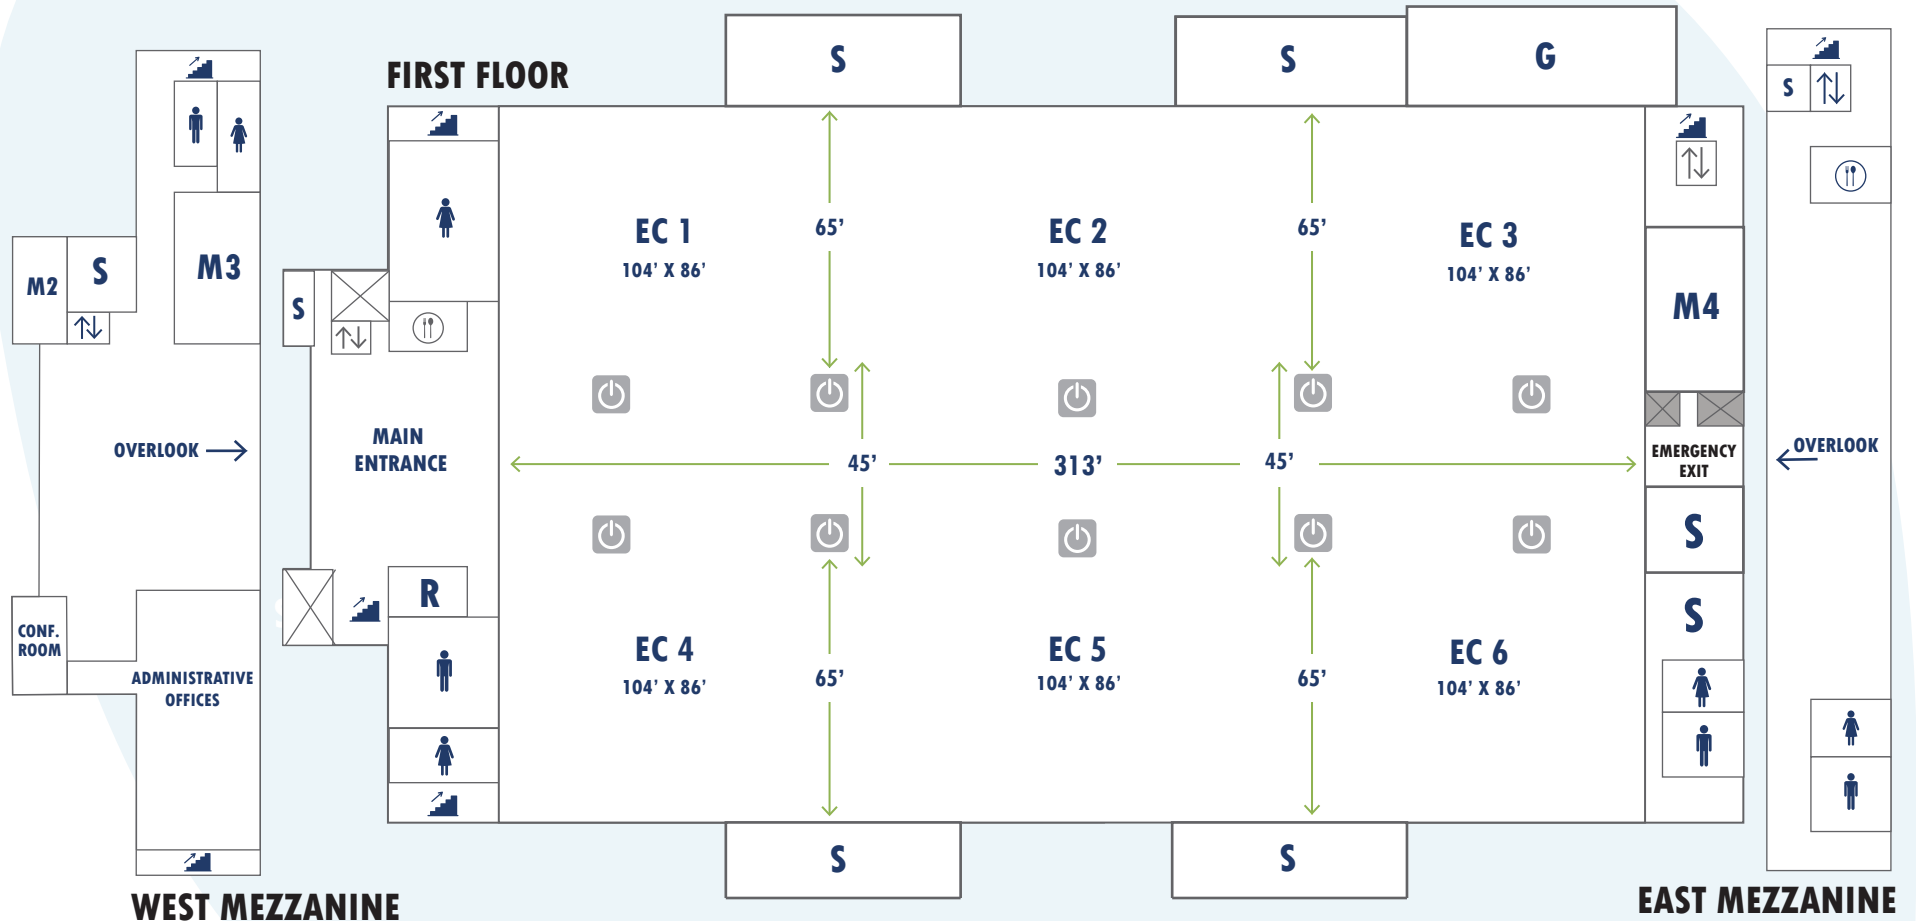 FIRST FLOOR
S
S
G
S
EC 1
104’ X 86’
65’
EC 2
104’ X 86’
65’
EC 3
104’ X 86’
M2
S
M3
S
M4
MAIN
ENTRANCE
OVERLOOK
45’
313’
45’
EMERGENCY
EXIT
OVERLOOK
S
R
S
CONF.
ROOM
ADMINISTRATIVE
OFFICES
EC 4
104’ X 86’
65’
EC 5
104’ X 86’
65’
EC 6
104’ X 86’
S
S
WEST MEZZANINE
EAST MEZZANINE